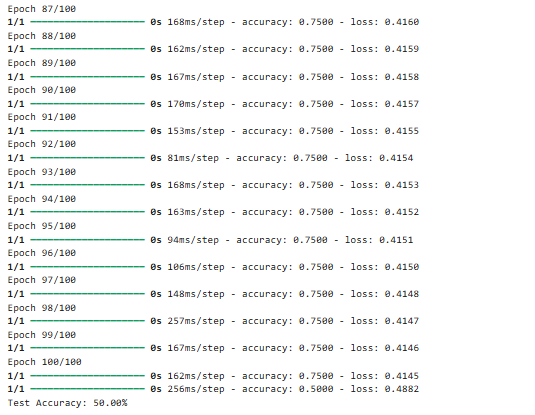 Epoch 87/100
1/1 ━━━━━━━━━━━━━━━━━━━━ 0s 168ms/step - accuracy: 0.7500 - loss: 0.4160
Epoch 88/100
1/1 ━━━━━━━━━━━━━━━━━━━━ 0s 162ms/step - accuracy: 0.7500 - loss: 0.4159
Epoch 89/100
1/1 ━━━━━━━━━━━━━━━━━━━━ 0s 167ms/step - accuracy: 0.7500 - loss: 0.4158
Epoch 90/100
1/1 ━━━━━━━━━━━━━━━━━━━━ 0s 170ms/step - accuracy: 0.7500 - loss: 0.4157
Epoch 91/100
1/1 ━━━━━━━━━━━━━━━━━━━━ 0s 153ms/step - accuracy: 0.7500 - loss: 0.4155
Epoch 92/100
1/1 ━━━━━━━━━━━━━━━━━━━━ 0s 81ms/step - accuracy: 0.7500 - loss: 0.4154
Epoch 93/100
1/1 ━━━━━━━━━━━━━━━━━━━━ 0s 168ms/step - accuracy: 0.7500 - loss: 0.4153
Epoch 94/100
1/1 ━━━━━━━━━━━━━━━━━━━━ 0s 163ms/step - accuracy: 0.7500 - loss: 0.4152
Epoch 95/100
1/1 ━━━━━━━━━━━━━━━━━━━━ 0s 94ms/step - accuracy: 0.7500 - loss: 0.4151
Epoch 96/100
1/1 ━━━━━━━━━━━━━━━━━━━━ 0s 106ms/step - accuracy: 0.7500 - loss: 0.4150
Epoch 97/100
1/1 ━━━━━━━━━━━━━━━━━━━━ 0s 148ms/step - accuracy: 0.7500 - loss: 0.4148
Epoch 98/100
1/1 ━━━━━━━━━━━━━━━━━━━━ 0s 257ms/step - accuracy: 0.7500 - loss: 0.4147
Epoch 99/100
1/1 ━━━━━━━━━━━━━━━━━━━━ 0s 167ms/step - accuracy: 0.7500 - loss: 0.4146
Epoch 100/100
1/1 ━━━━━━━━━━━━━━━━━━━━ 0s 162ms/step - accuracy: 0.7500 - loss: 0.4145
1/1 ━━━━━━━━━━━━━━━━━━━━ 0s 256ms/step - accuracy: 0.5000 - loss: 0.4882
Test Accuracy: 50.00%